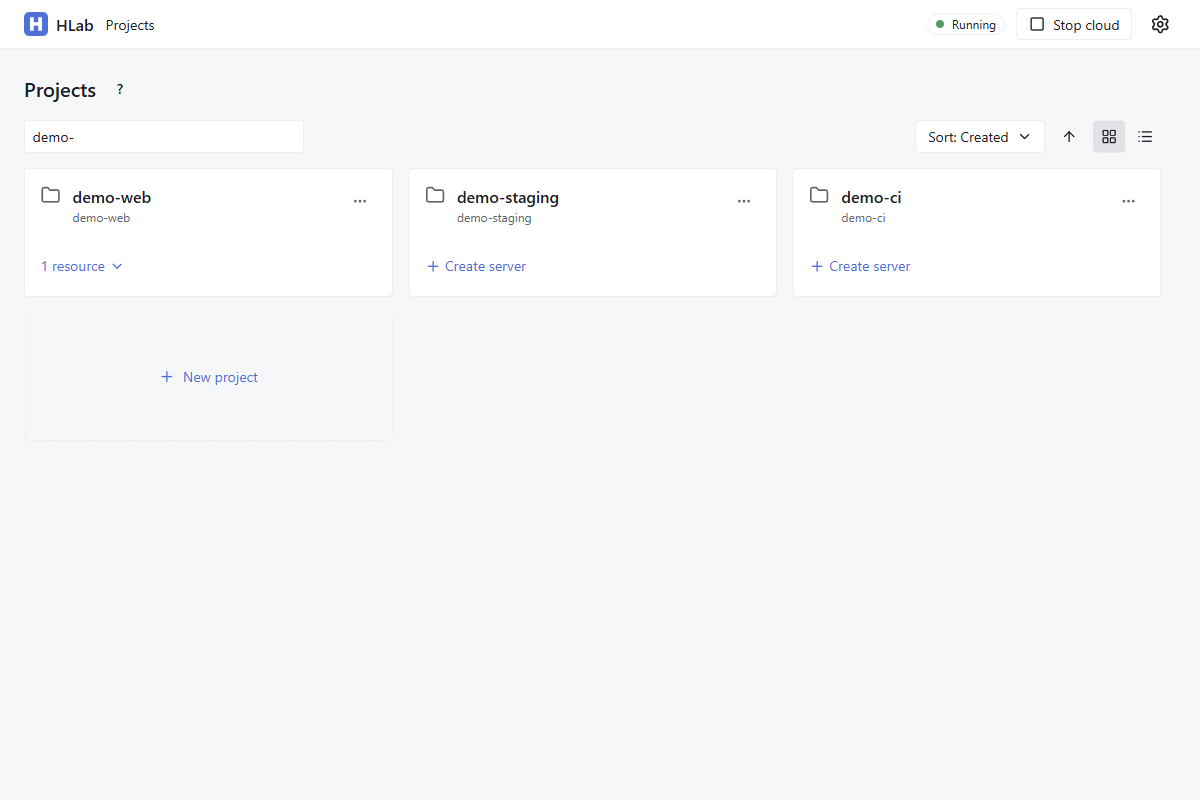 H HLab Projects
Running
Stop cloud
Projects ?
demo-
Sort: Created
demo-web
demo-web
1 resource
demo-staging
demo-staging
+ Create server
demo-ci
demo-ci
+ Create server
+ New project